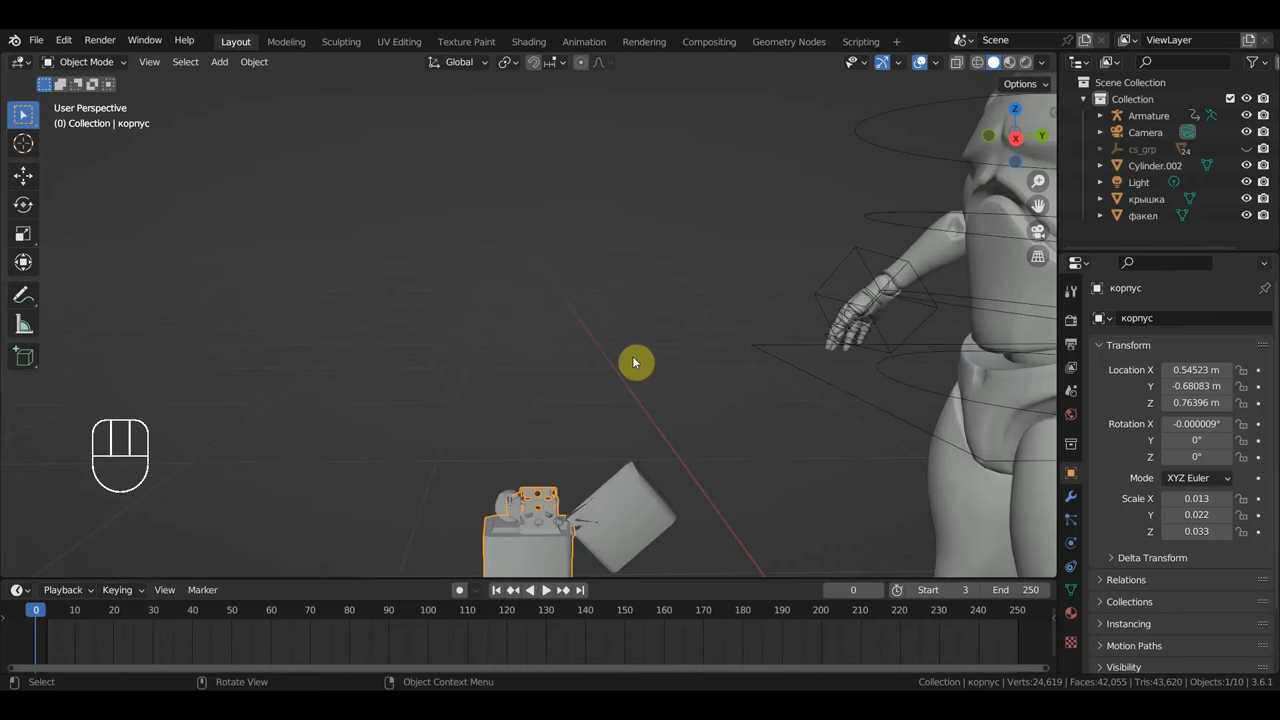 File Edit Render Window Help Layout Modeling Sculpting UV Editing Texture Paint Shading Animation Rendering Compositing Geometry Nodes Scripting + Scene ViewLayer
Object Mode View Select Add Object Global
Options
User Perspective
(0) Collection | корпус
Z
Y
X
Scene Collection
Collection
Armature
Camera
cs_grp 24
Cylinder.002
Light
крышка
факел
корпус
корпус
Transform
Location X 0.54523 m
Y -0.68083 m
Z 0.76396 m
Rotation X -0.000009°
Y 0°
Z 0°
Mode XYZ Euler
Scale X 0.013
Y 0.022
Z 0.033
Delta Transform
Relations
Collections
Instancing
Motion Paths
Visibility
Playback Keying View Marker 0 Start 3 End 250
0 10 20 30 40 50 60 70 80 90 100 110 120 130 140 150 160 170 180 190 200 210 220 230 240 250
Select Rotate View Object Context Menu Collection | корпус | Verts:24,619 | Faces:42,055 | Tris:43,620 | Objects:1/10 | 3.6.1